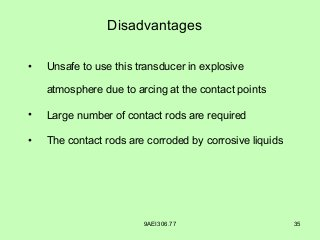 Disadvantages
• Unsafe to use this transducer in explosive
atmosphere due to arcing at the contact points
• Large number of contact rods are required
• The contact rods are corroded by corrosive liquids
9AEI306.77
35